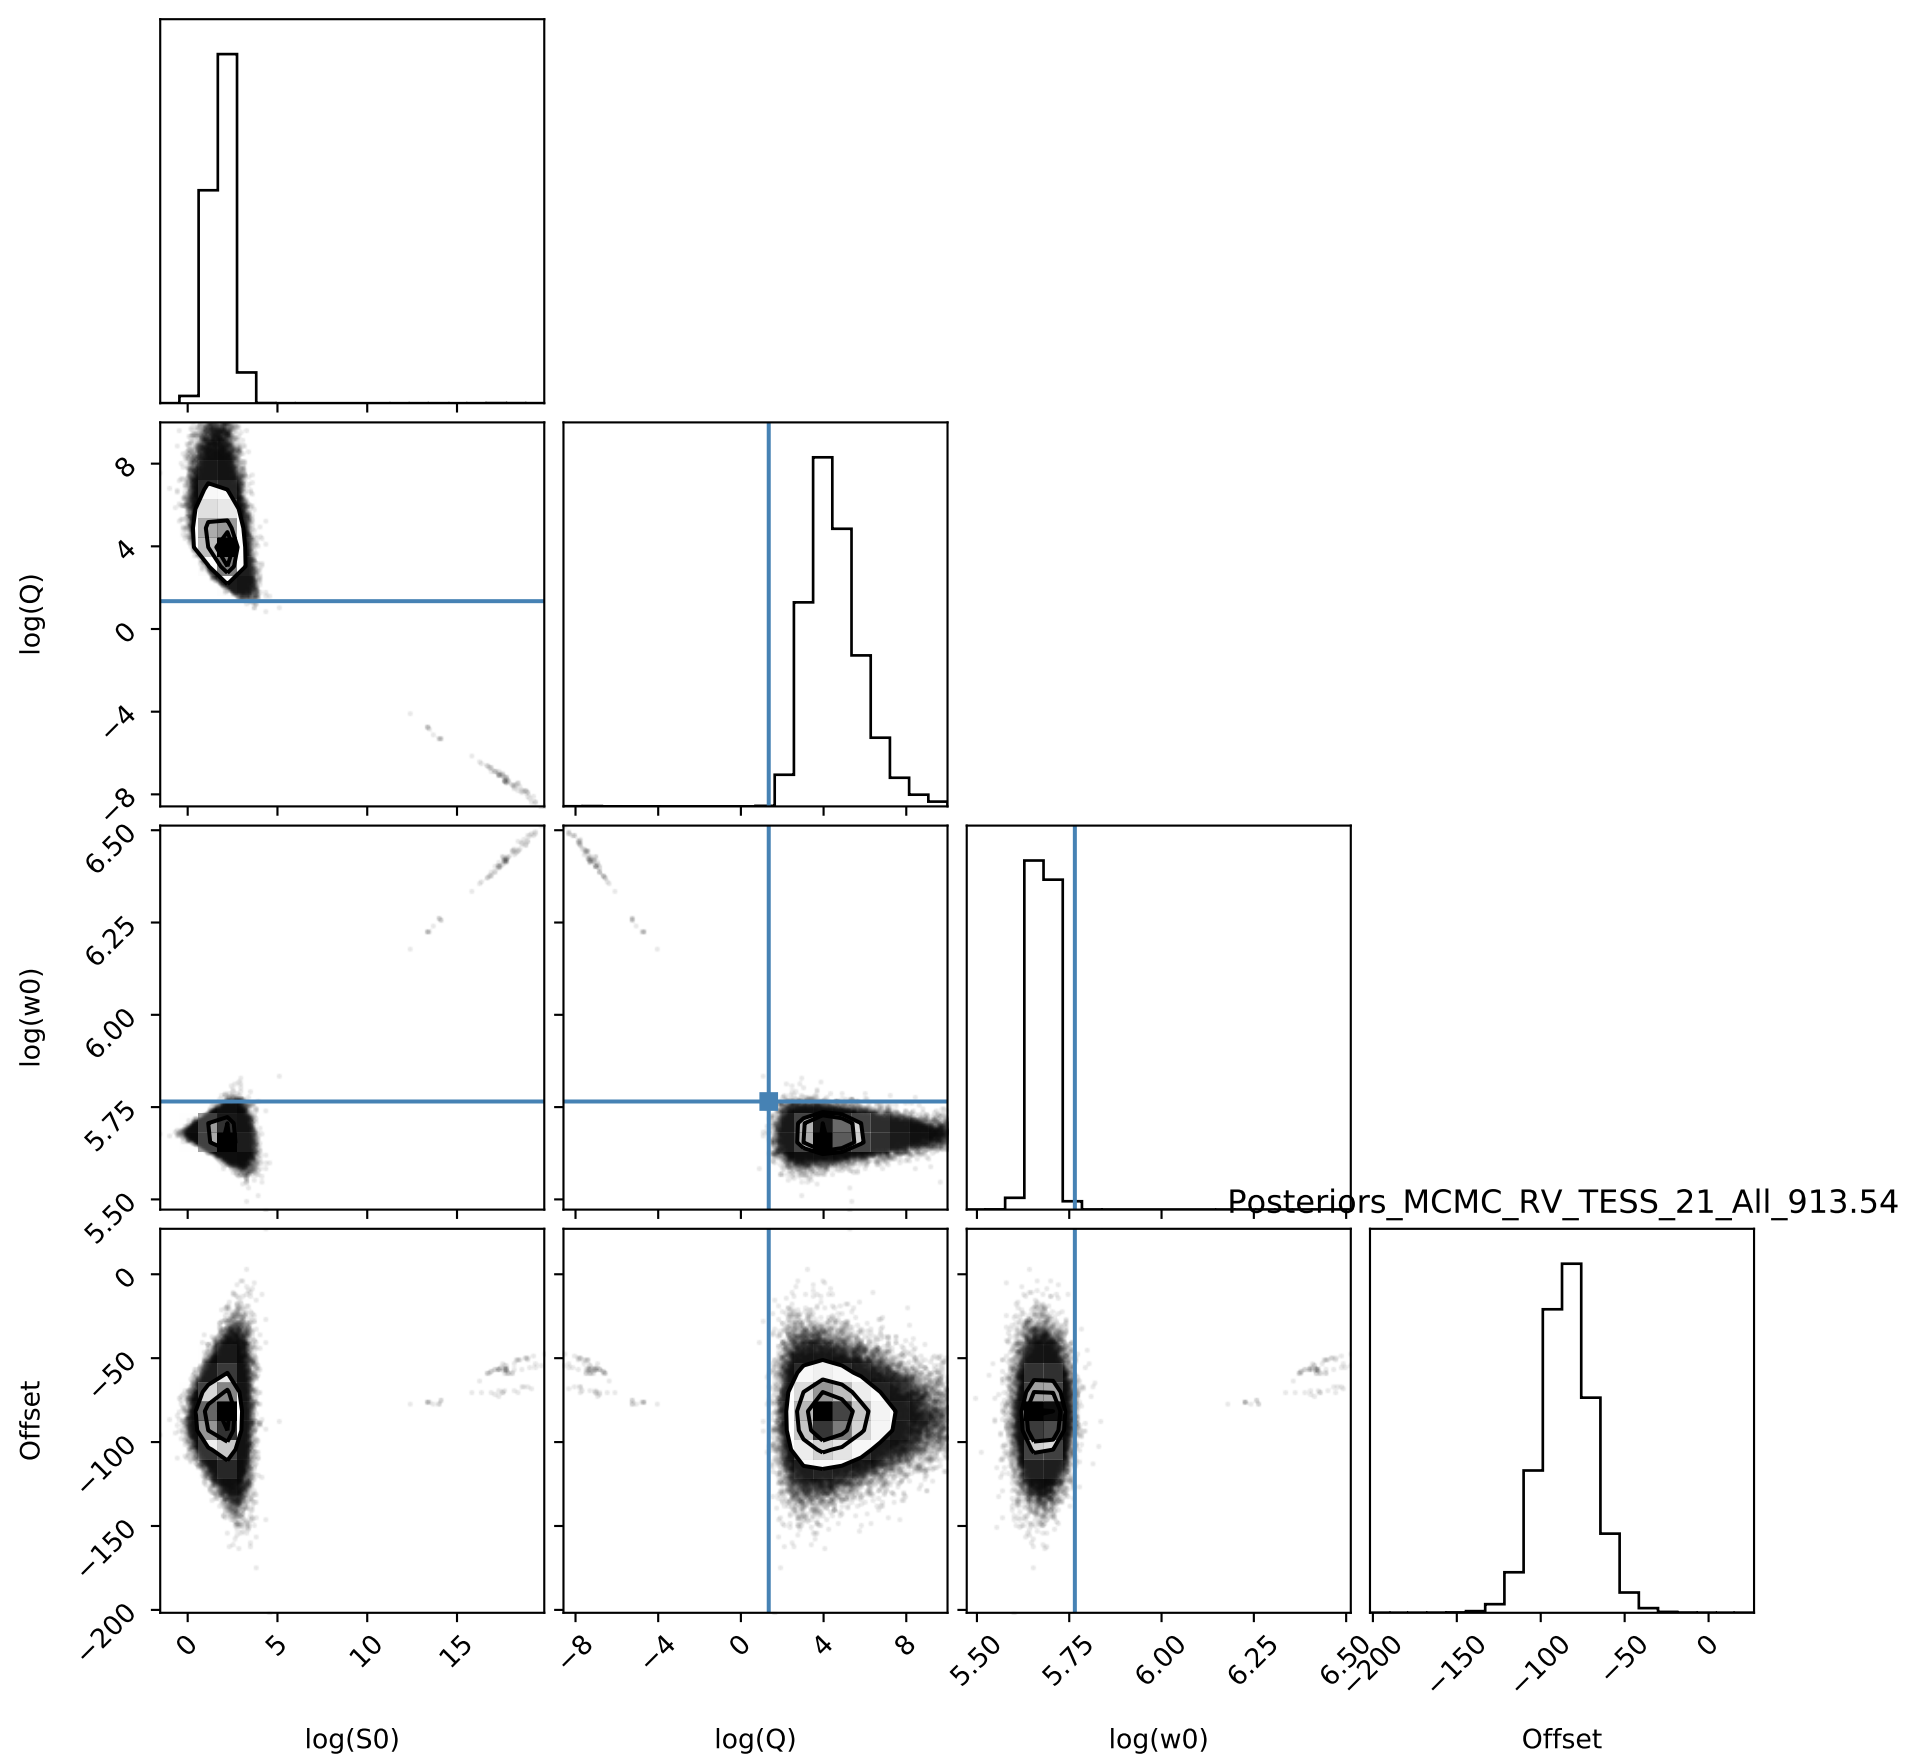 8
4
0
−4
−8
log(Q)
6.50
6.25
6.00
5.75
5.50
log(w0)
Posteriors_MCMC_RV_TESS_21_All_913.54
0
−50
−100
−150
−200
Offset
0 5 10 15
−8 −4 0 4 8
5.50 5.75 6.00 6.25 6.50
−200 −150 −100 −50 0
log(S0) log(Q) log(w0) Offset